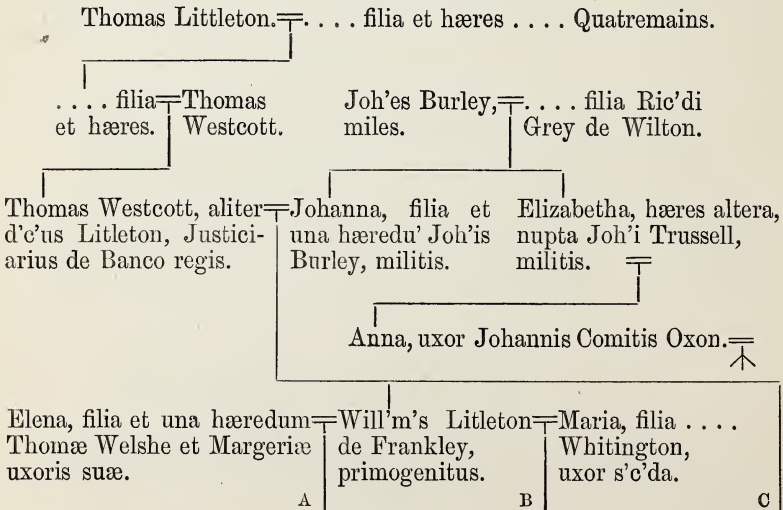 Thomas Littleton. . . . . filia et hæres . . . . Quatremains.
. . . . filia Thomas
et hæres. Westcott.
Joh'es Burley, . . . . filia Ric'di
miles. Grey de Wilton.
Thomas Westcott, aliter
d'c'us Litleton, Justici-
arius de Banco regis.
Johanna, filia et
una hæredu' Joh'is
Burley, militis.
Elizabetha, hæres altera,
nupta Joh'i Trussell,
militis.
Anna, uxor Johannis Comitis Oxon.
Elena, filia et una hæredum
Thomæ Welshe et Margeriæ
uxoris suæ.
Will'm's Litleton
de Frankley,
primogenitus.
Maria, filia . . . .
Whitington,
uxor s'c'da.
A B C